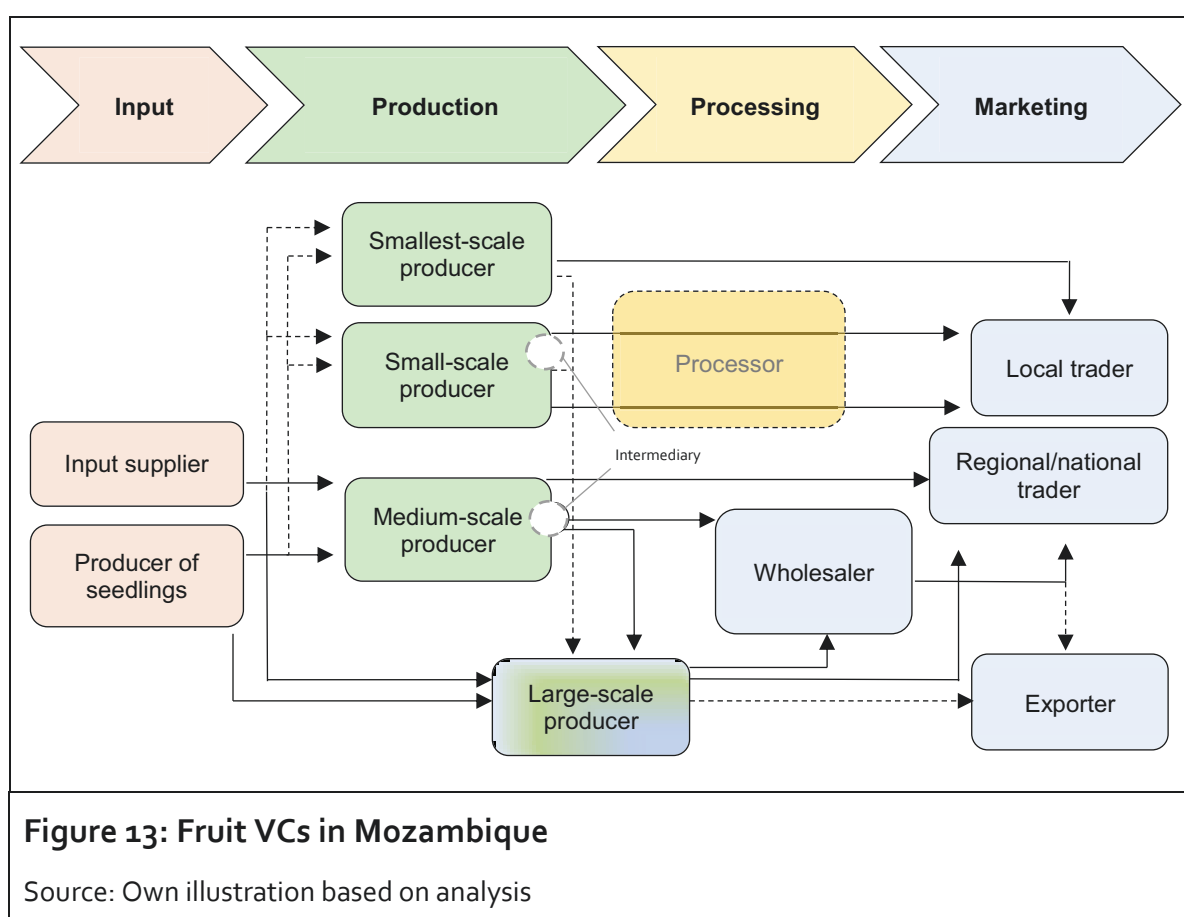 Input
Production
Processing
Marketing
Smallest-scale
producer
Small-scale
producer
Processor
Local trader
Intermediary
Input supplier
Regional/national
trader
Medium-scale
producer
Producer of
seedlings
Wholesaler
Large-scale
producer
Exporter
Figure 13: Fruit VCs in Mozambique
Source: Own illustration based on analysis